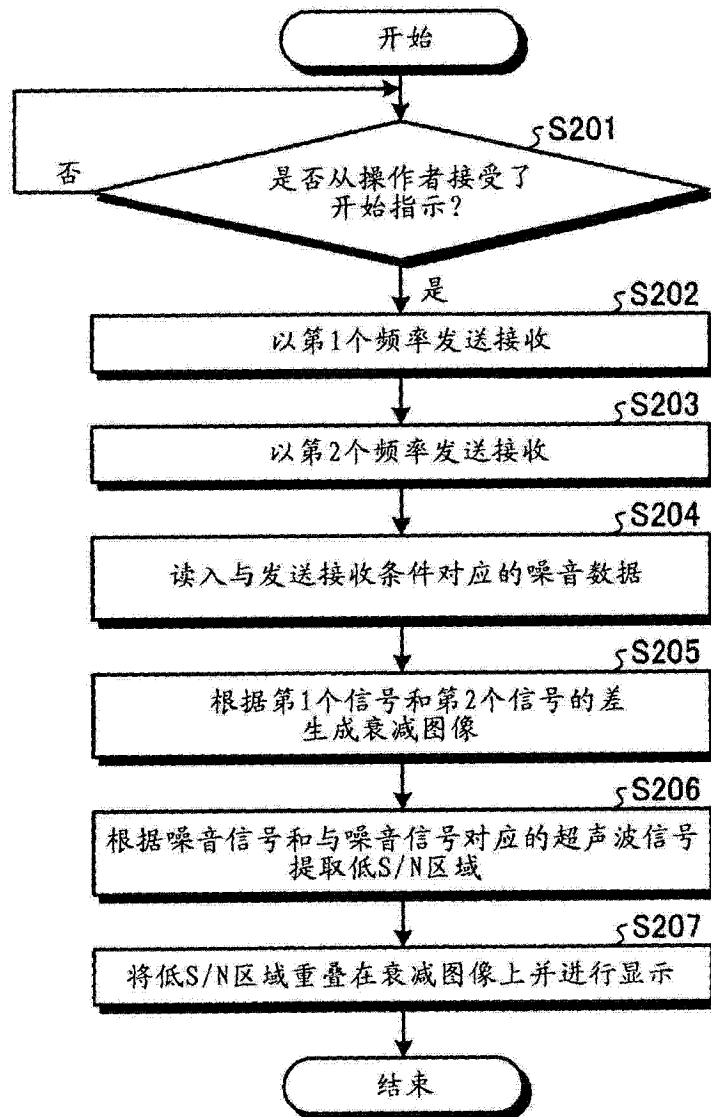 开始
S201
否
是否从操作者接受了
开始指示?
是
S202
以第1个频率发送接收
S203
以第2个频率发送接收
S204
读入与发送接收条件对应的噪音数据
S205
根据第1个信号和第2个信号的差
生成衰减图像
S206
根据噪音信号和与噪音信号对应的超声波信号
提取低S/N区域
S207
将低S/N区域重叠在衰减图像上并进行显示
结束